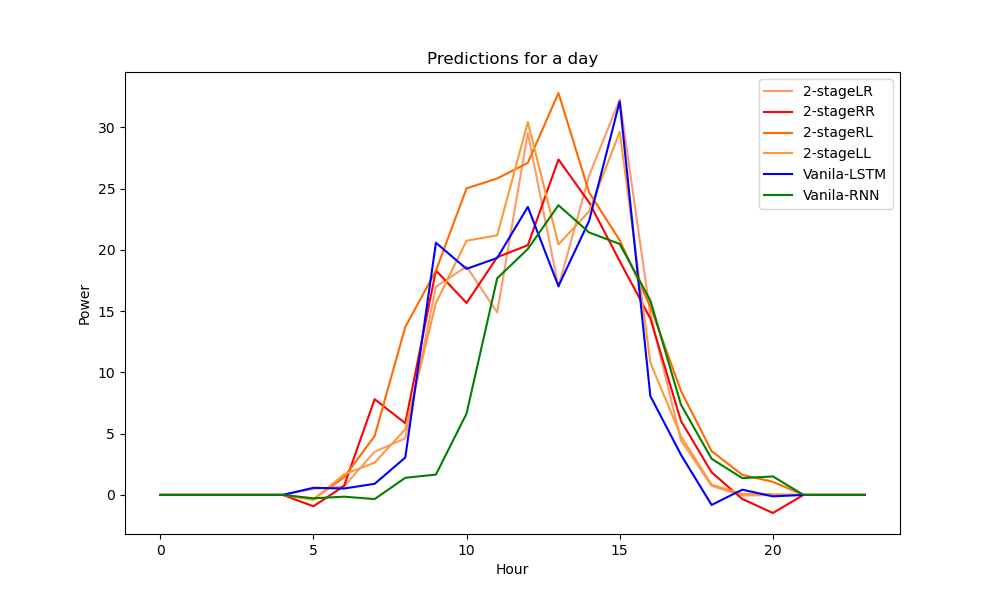 Predictions for a day
2-stageLR
2-stageRR
2-stageRL
2-stageLL
Vanila-LSTM
Vanila-RNN
Power
30
25
20
15
10
5
0
0 5 10 15 20
Hour